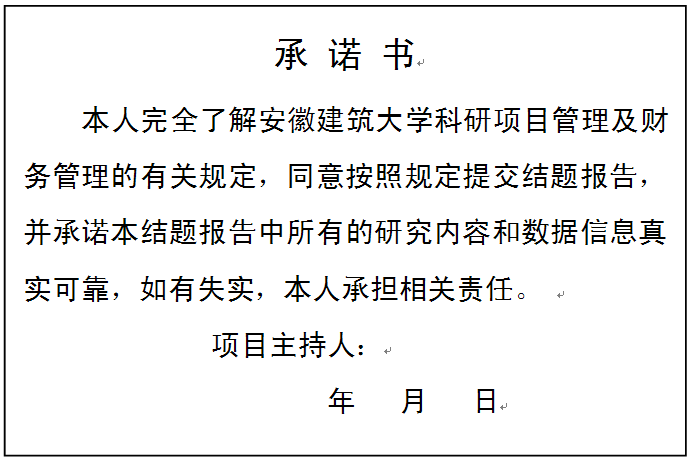 承 诺 书
本人完全了解安徽建筑大学科研项目管理及财
务管理的有关规定，同意按照规定提交结题报告，
并承诺本结题报告中所有的研究内容和数据信息真
实可靠，如有失实，本人承担相关责任。
项目主持人：
年 月 日